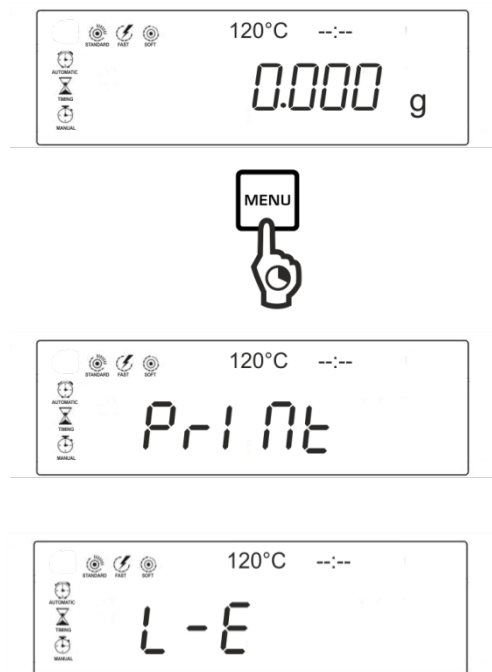 120°C --:--
STANDARD FAST SOFT
AUTOMATIC
0.000 g
TIMING
MANUAL
MENU
120°C --:--
STANDARD FAST SOFT
AUTOMATIC
PrINt
TIMING
MANUAL
120°C --:--
STANDARD FAST SOFT
AUTOMATIC
L-E
TIMING
MANUAL